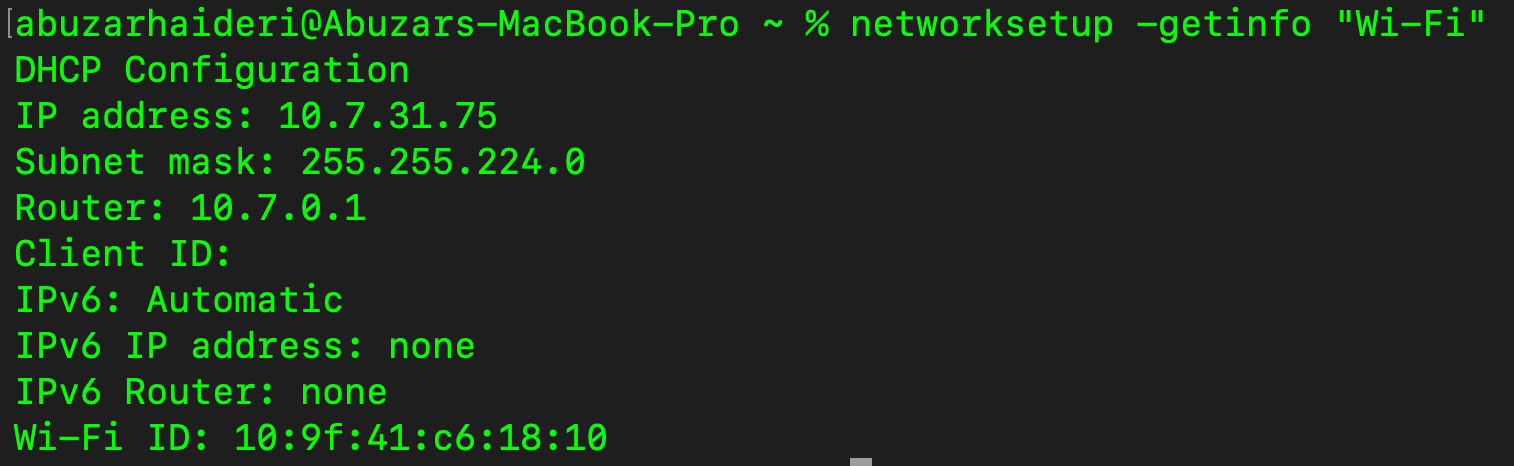 [abuzarhaideri@Abuzars-MacBook-Pro ~ % networksetup -getinfo "Wi-Fi"
DHCP Configuration
IP address: 10.7.31.75
Subnet mask: 255.255.224.0
Router: 10.7.0.1
Client ID:
IPv6: Automatic
IPv6 IP address: none
IPv6 Router: none
Wi-Fi ID: 10:9f:41:c6:18:10